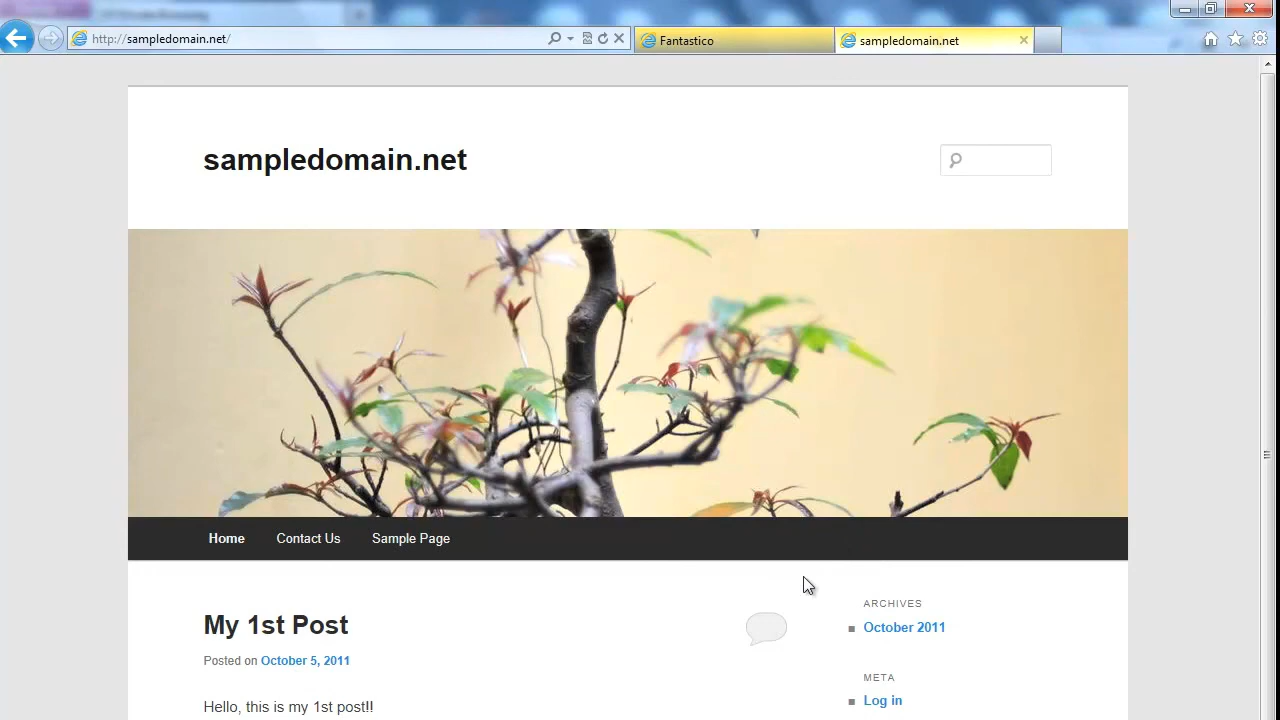 http://sampledomain.net/
Fantastico
sampledomain.net
sampledomain.net
Home
Contact Us
Sample Page
My 1st Post
Posted on October 5, 2011
Hello, this is my 1st post!!
ARCHIVES
October 2011
META
Log in